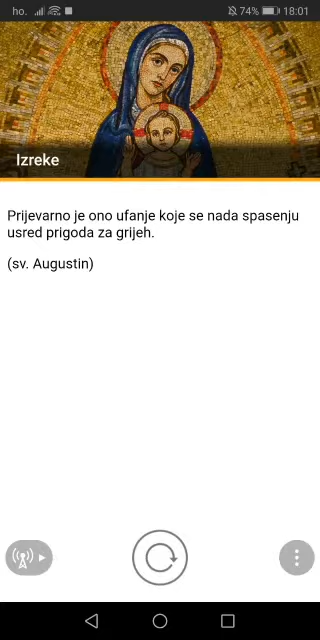 ho. 74% 18:01
Izreke
Prijevarno je ono ufanje koje se nada spasenju
usred prigoda za grijeh.
(sv. Augustin)